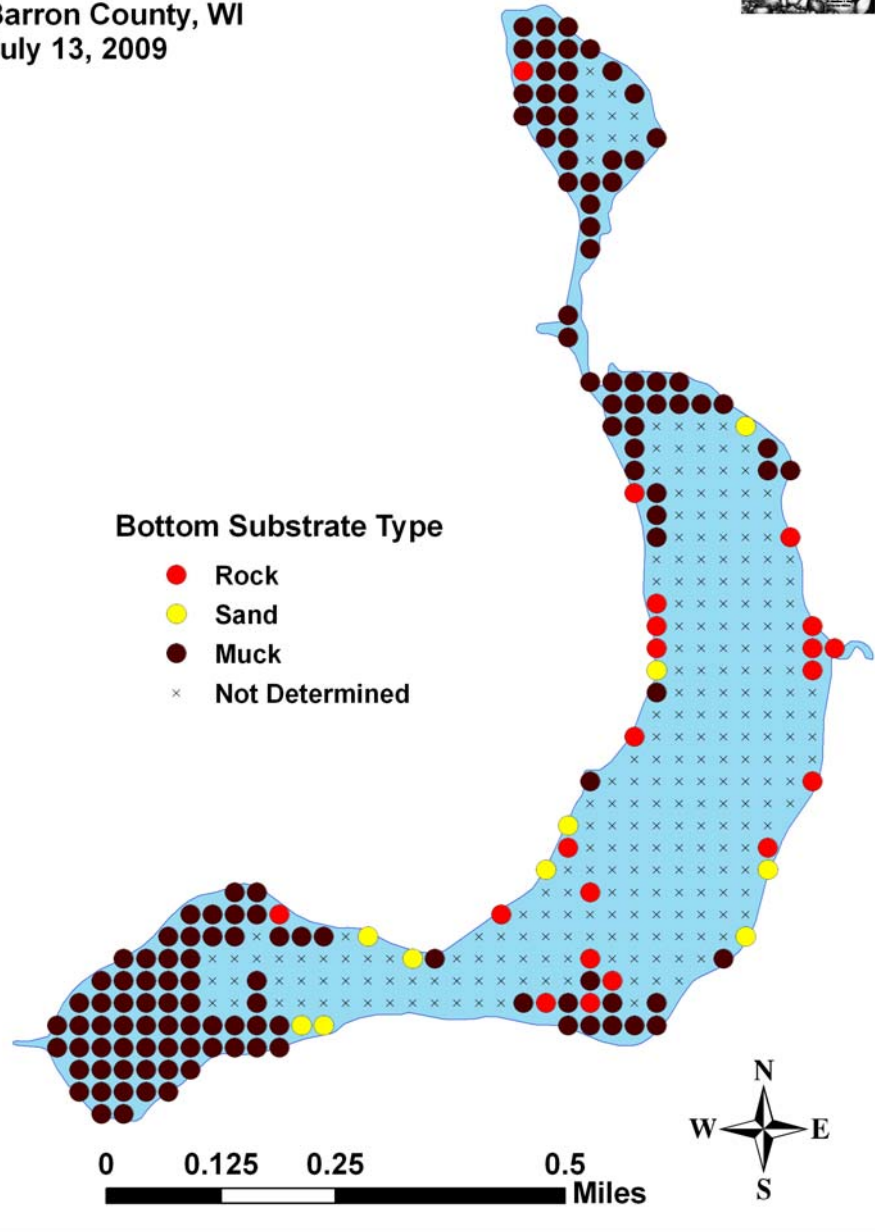 Barron County, WI
July 13, 2009
Bottom Substrate Type
Rock
Sand
Muck
Not Determined
N
W E
S
0 0.125 0.25 0.5
Miles